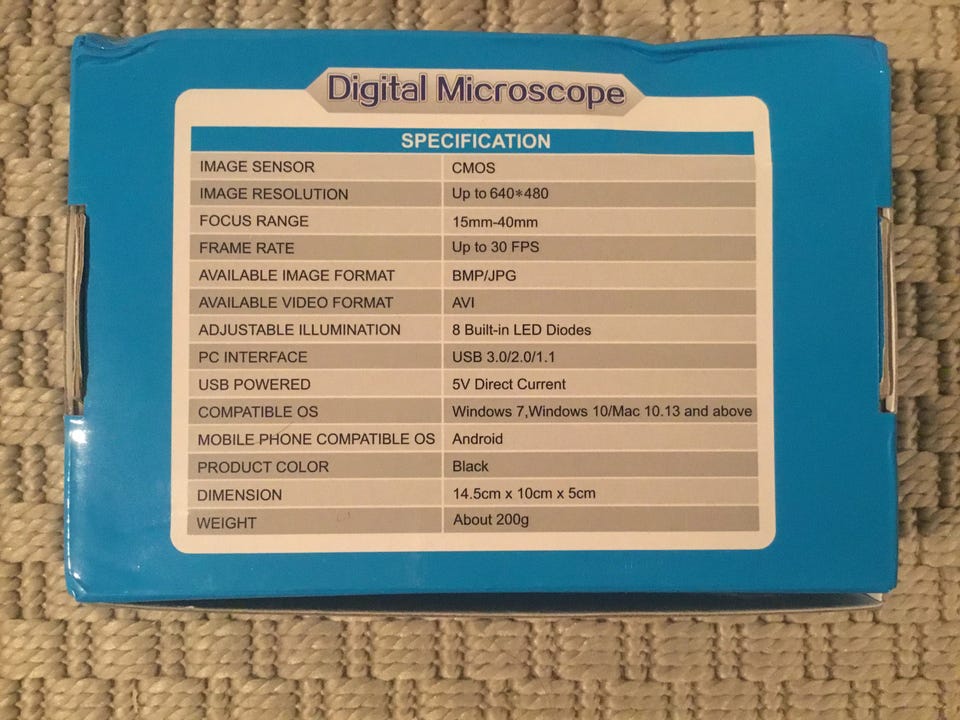 Digital Microscope
SPECIFICATION
IMAGE SENSOR CMOS
IMAGE RESOLUTION Up to 640*480
FOCUS RANGE 15mm-40mm
FRAME RATE Up to 30 FPS
AVAILABLE IMAGE FORMAT BMP/JPG
AVAILABLE VIDEO FORMAT AVI
ADJUSTABLE ILLUMINATION 8 Built-in LED Diodes
PC INTERFACE USB 3.0/2.0/1.1
USB POWERED 5V Direct Current
COMPATIBLE OS Windows 7,Windows 10/Mac 10.13 and above
MOBILE PHONE COMPATIBLE OS Android
PRODUCT COLOR Black
DIMENSION 14.5cm x 10cm x 5cm
WEIGHT About 200g